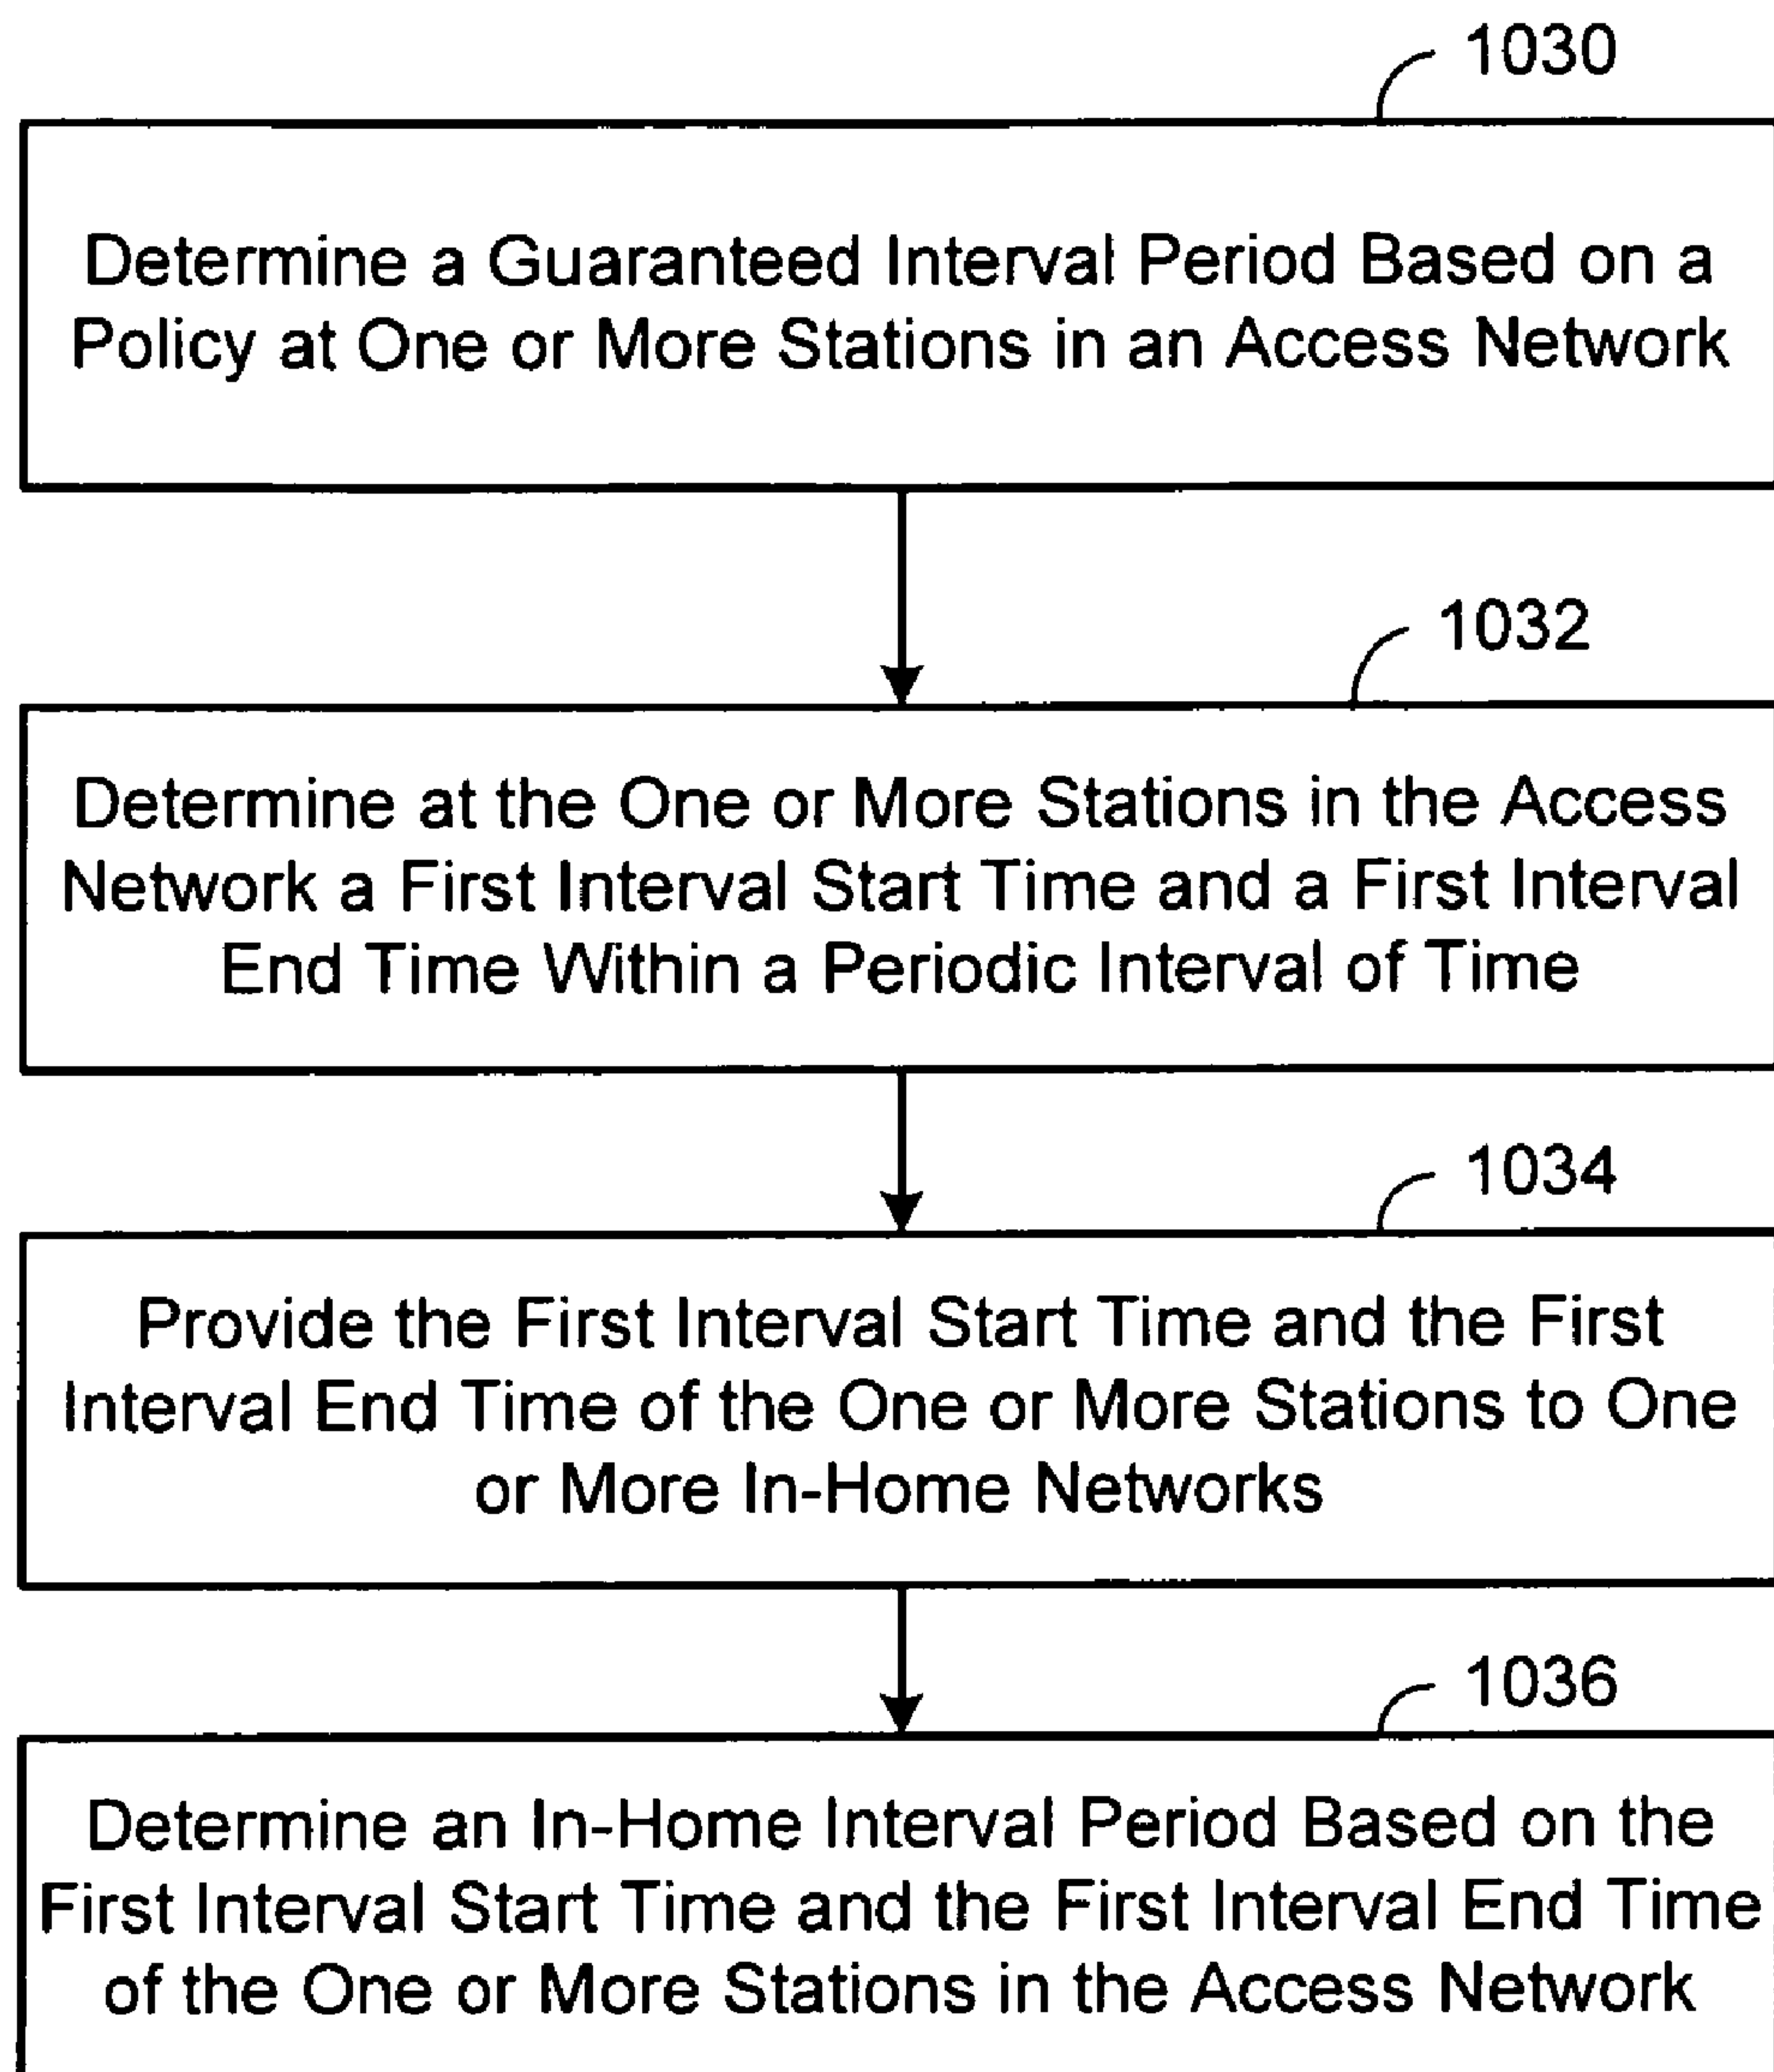 1030
Determine a Guaranteed Interval Period Based on a
Policy at One or More Stations in an Access Network
1032
Determine at the One or More Stations in the Access
Network a First Interval Start Time and a First Interval
End Time Within a Periodic Interval of Time
1034
Provide the First Interval Start Time and the First
Interval End Time of the One or More Stations to One
or More In-Home Networks
1036
Determine an In-Home Interval Period Based on the
First Interval Start Time and the First Interval End Time
of the One or More Stations in the Access Network